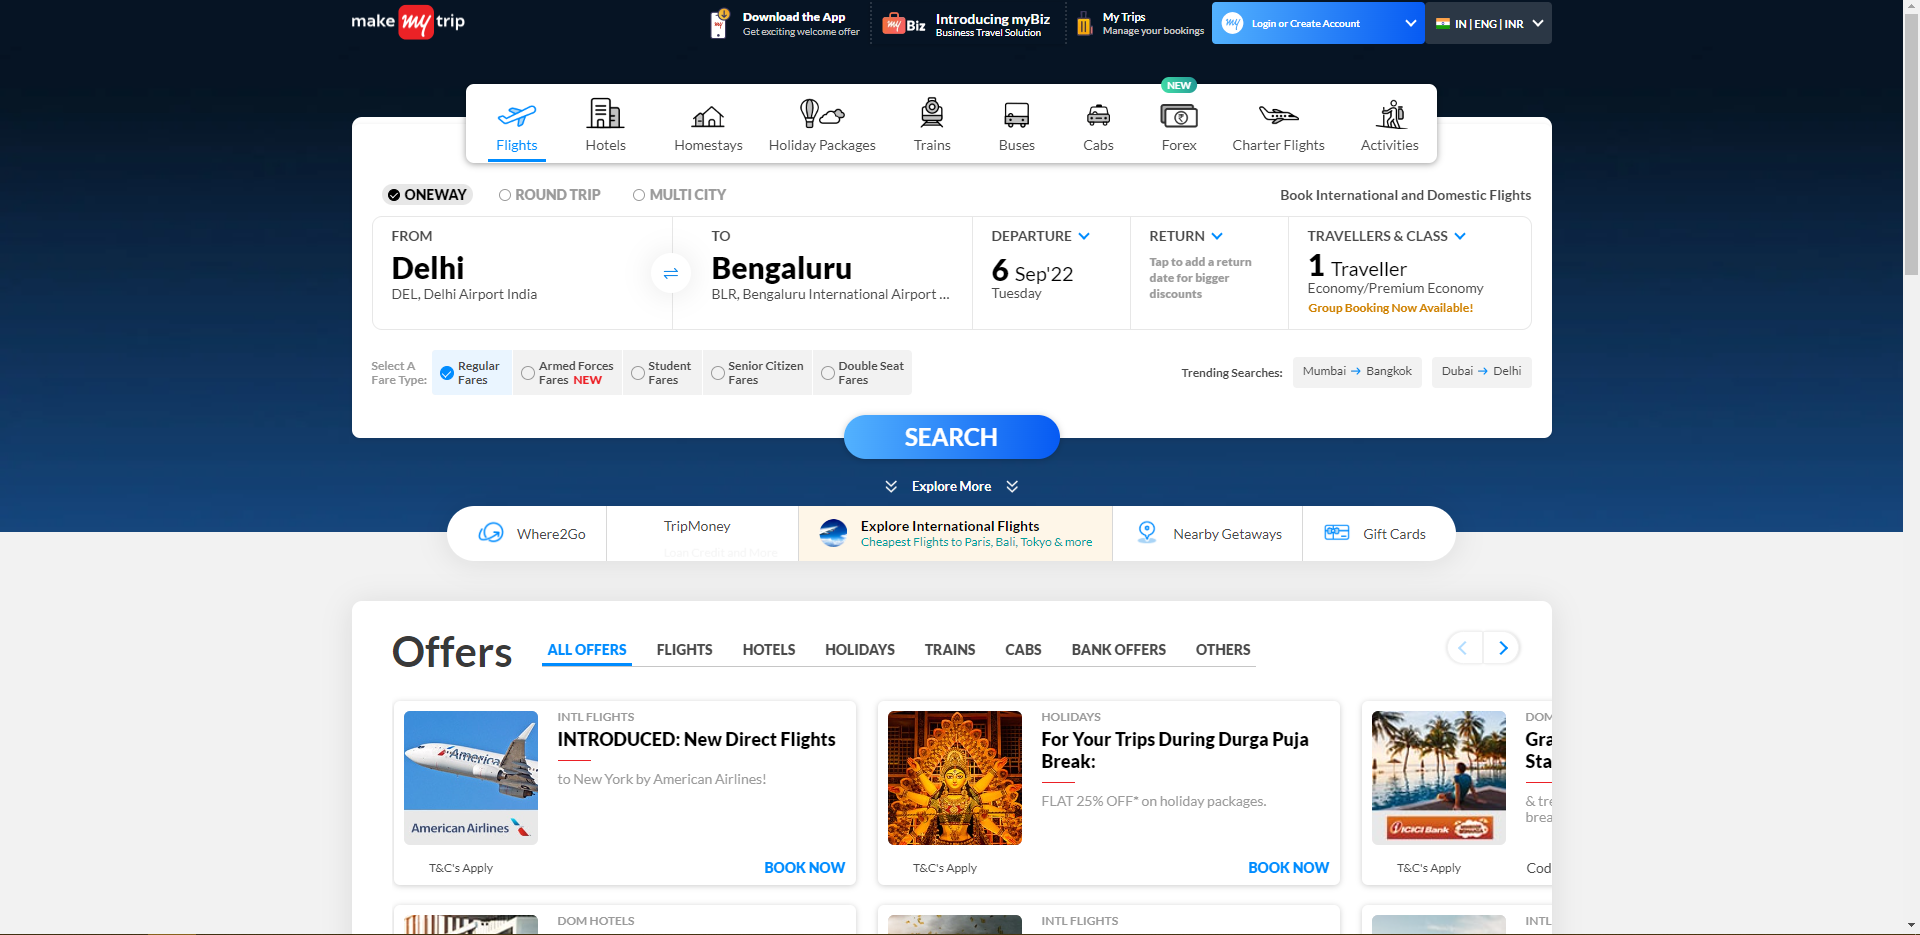 make my trip
Download the App
Get exciting welcome offer
my Biz
Introducing myBiz
Business Travel Solution
My Trips
Manage your bookings
my
Login or Create Account
IN | ENG | INR
NEW
Flights
Hotels
Homestays
Holiday Packages
Trains
Buses
Cabs
Forex
Charter Flights
Activities
ONEWAY
ROUND TRIP
MULTI CITY
Book International and Domestic Flights
FROM
Delhi
DEL, Delhi Airport India
TO
Bengaluru
BLR, Bengaluru International Airport ...
DEPARTURE
6 Sep'22
Tuesday
RETURN
Tap to add a return
date for bigger
discounts
TRAVELLERS & CLASS
1 Traveller
Economy/Premium Economy
Group Booking Now Available!
Select A
Fare Type:
Regular
Fares
Armed Forces
Fares NEW
Student
Fares
Senior Citizen
Fares
Double Seat
Fares
Trending Searches:
Mumbai → Bangkok
Dubai → Delhi
SEARCH
Explore More
Where2Go
TripMoney
Loan Credit and More
Explore International Flights
Cheapest Flights to Paris, Bali, Tokyo & more
Nearby Getaways
Gift Cards
Offers
ALL OFFERS
FLIGHTS
HOTELS
HOLIDAYS
TRAINS
CABS
BANK OFFERS
OTHERS
American
American Airlines
INTL FLIGHTS
INTRODUCED: New Direct Flights
to New York by American Airlines!
T&C's Apply
BOOK NOW
HOLIDAYS
For Your Trips During Durga Puja
Break:
FLAT 25% OFF* on holiday packages.
T&C's Apply
BOOK NOW
ICICI Bank
DOM
Gra
Sta
& tre
brea
T&C's Apply
Cod
DOM HOTELS
INTL FLIGHTS
INTL